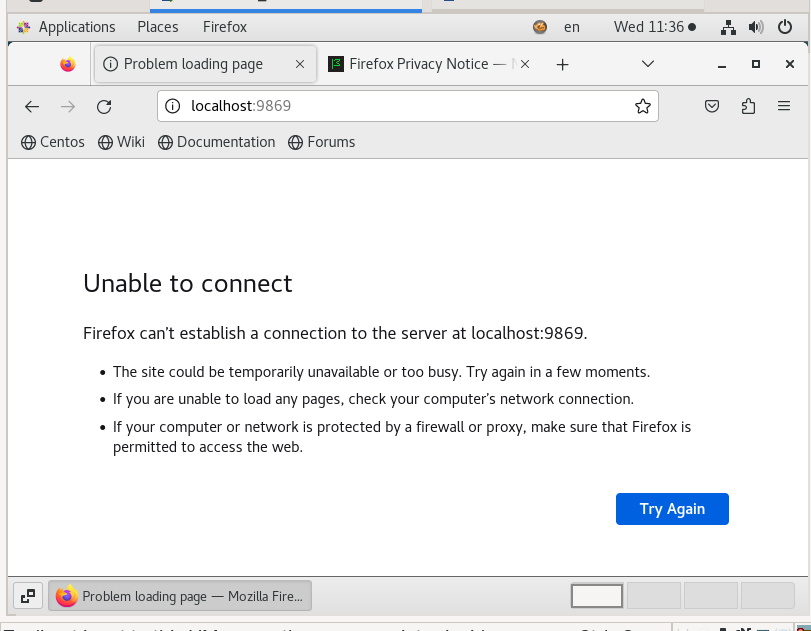 Applications Places Firefox en Wed 11:36
Problem loading page Firefox Privacy Notice —
localhost:9869
Centos Wiki Documentation Forums
Unable to connect
Firefox can't establish a connection to the server at localhost:9869.
• The site could be temporarily unavailable or too busy. Try again in a few moments.
• If you are unable to load any pages, check your computer's network connection.
• If your computer or network is protected by a firewall or proxy, make sure that Firefox is
permitted to access the web.
Try Again
Problem loading page — Mozilla Fire...